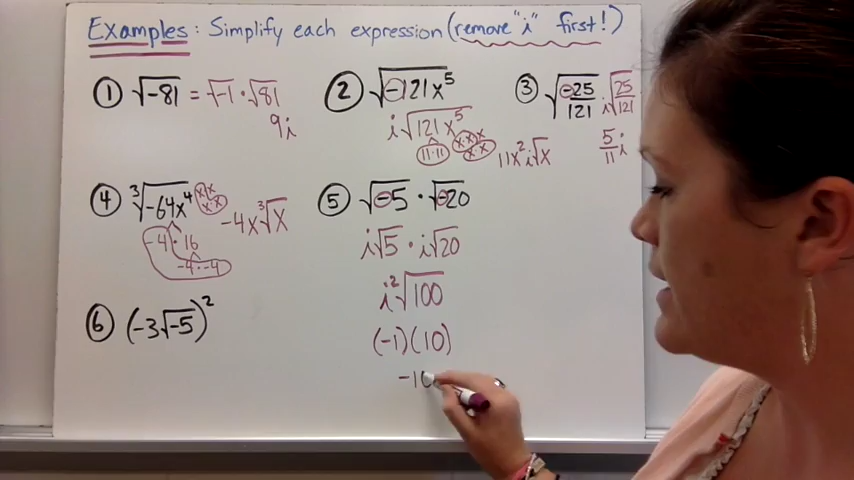 Examples: Simplify each expression (remove "i" first!)
① √-81 = √-1 · √81
9i
② √-121x⁵
i√121x⁵
11·11
x·x·x
x·x
11x²i√x
③ √-25/121 i√25/121
5/11 i
④ ³√-64x⁴ x·x x·x
-4 · 16
-4·-4
-4x³√x
⑤ √-5 · √-20
i√5 · i√20
i²√100
(-1)(10)
-10
⑥ (-3√-5)²